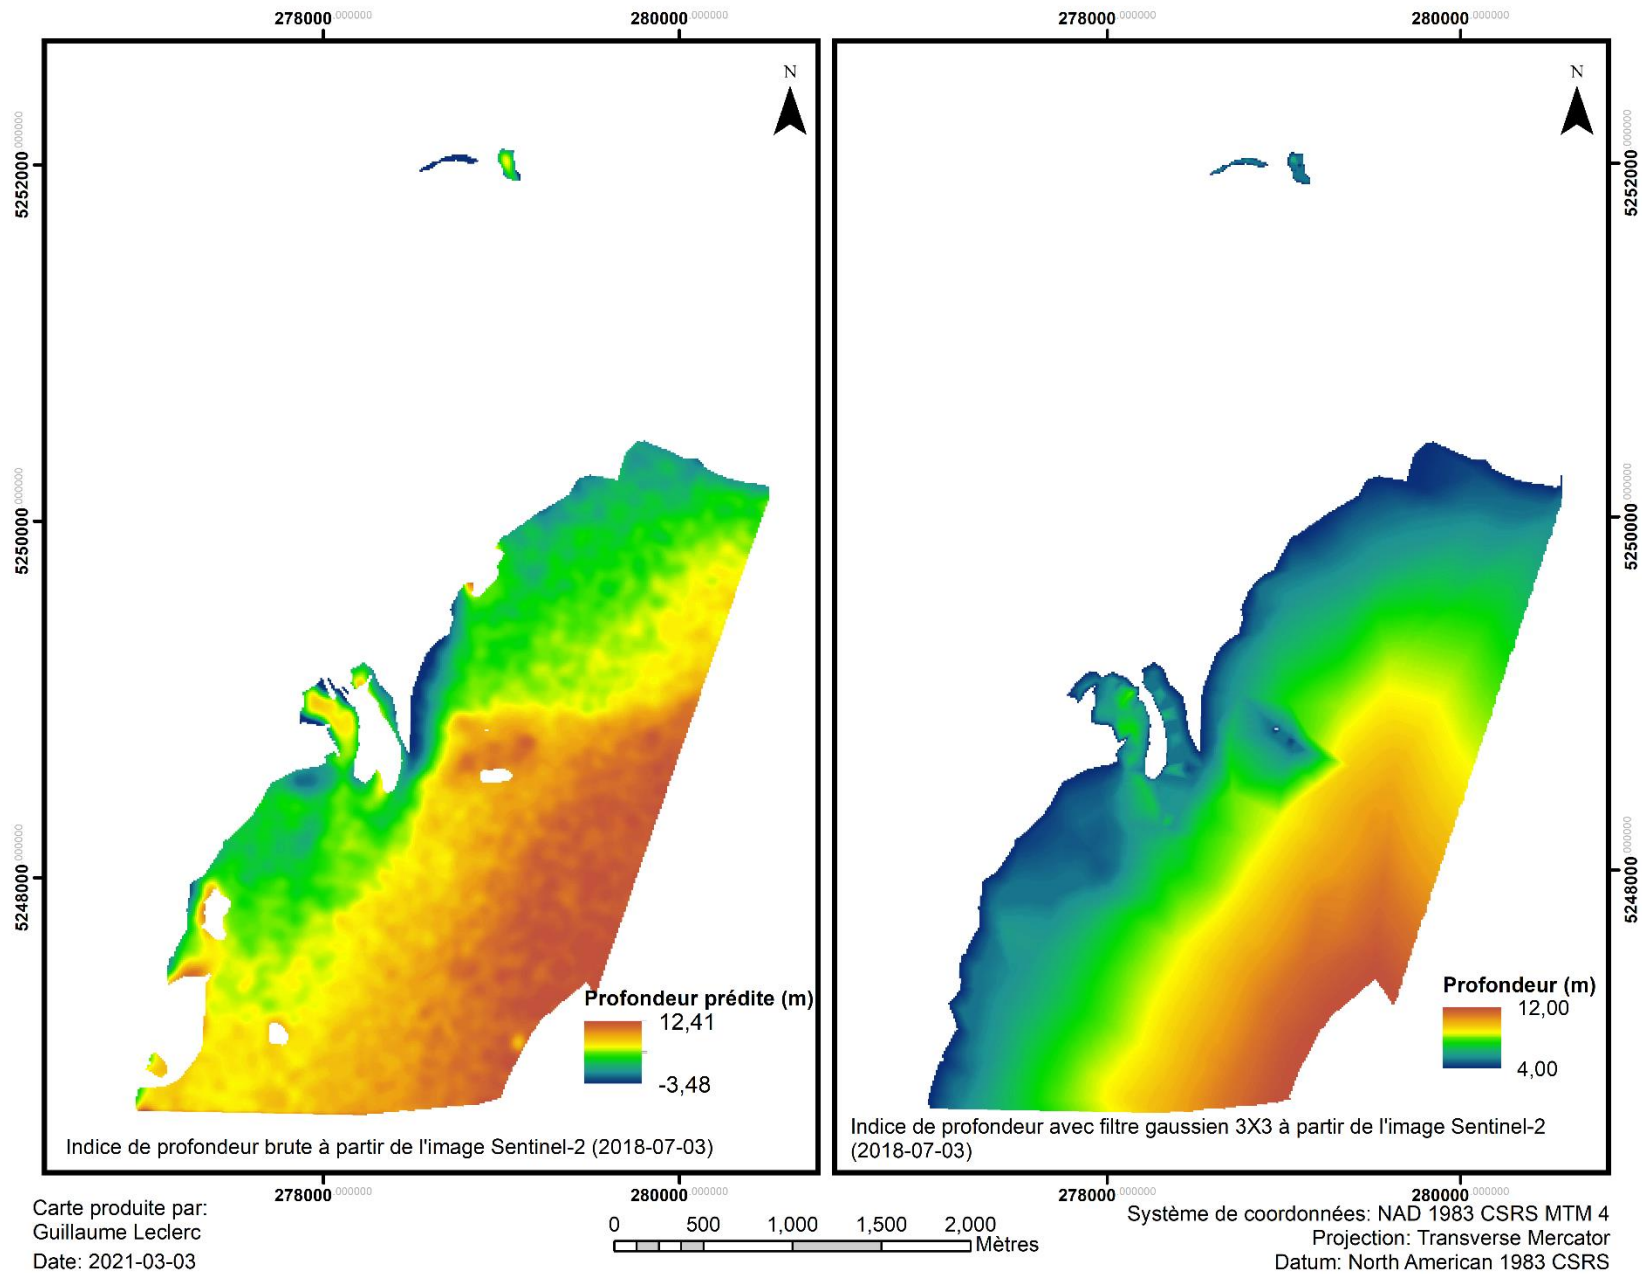 278000.000000 280000.000000 278000.000000 280000.000000
N
N
5252000.000000
5250000.000000
5248000.000000
5252000.000000
5250000.000000
5248000.000000
Profondeur prédite (m)
12,41
-3,48
Indice de profondeur brute à partir de l'image Sentinel-2 (2018-07-03)
Profondeur (m)
12,00
4,00
Indice de profondeur avec filtre gaussien 3X3 à partir de l'image Sentinel-2
(2018-07-03)
278000.000000 280000.000000 278000.000000 280000.000000
Carte produite par:
Guillaume Leclerc
Date: 2021-03-03
0 500 1,000 1,500 2,000
Mètres
Système de coordonnées: NAD 1983 CSRS MTM 4
Projection: Transverse Mercator
Datum: North American 1983 CSRS